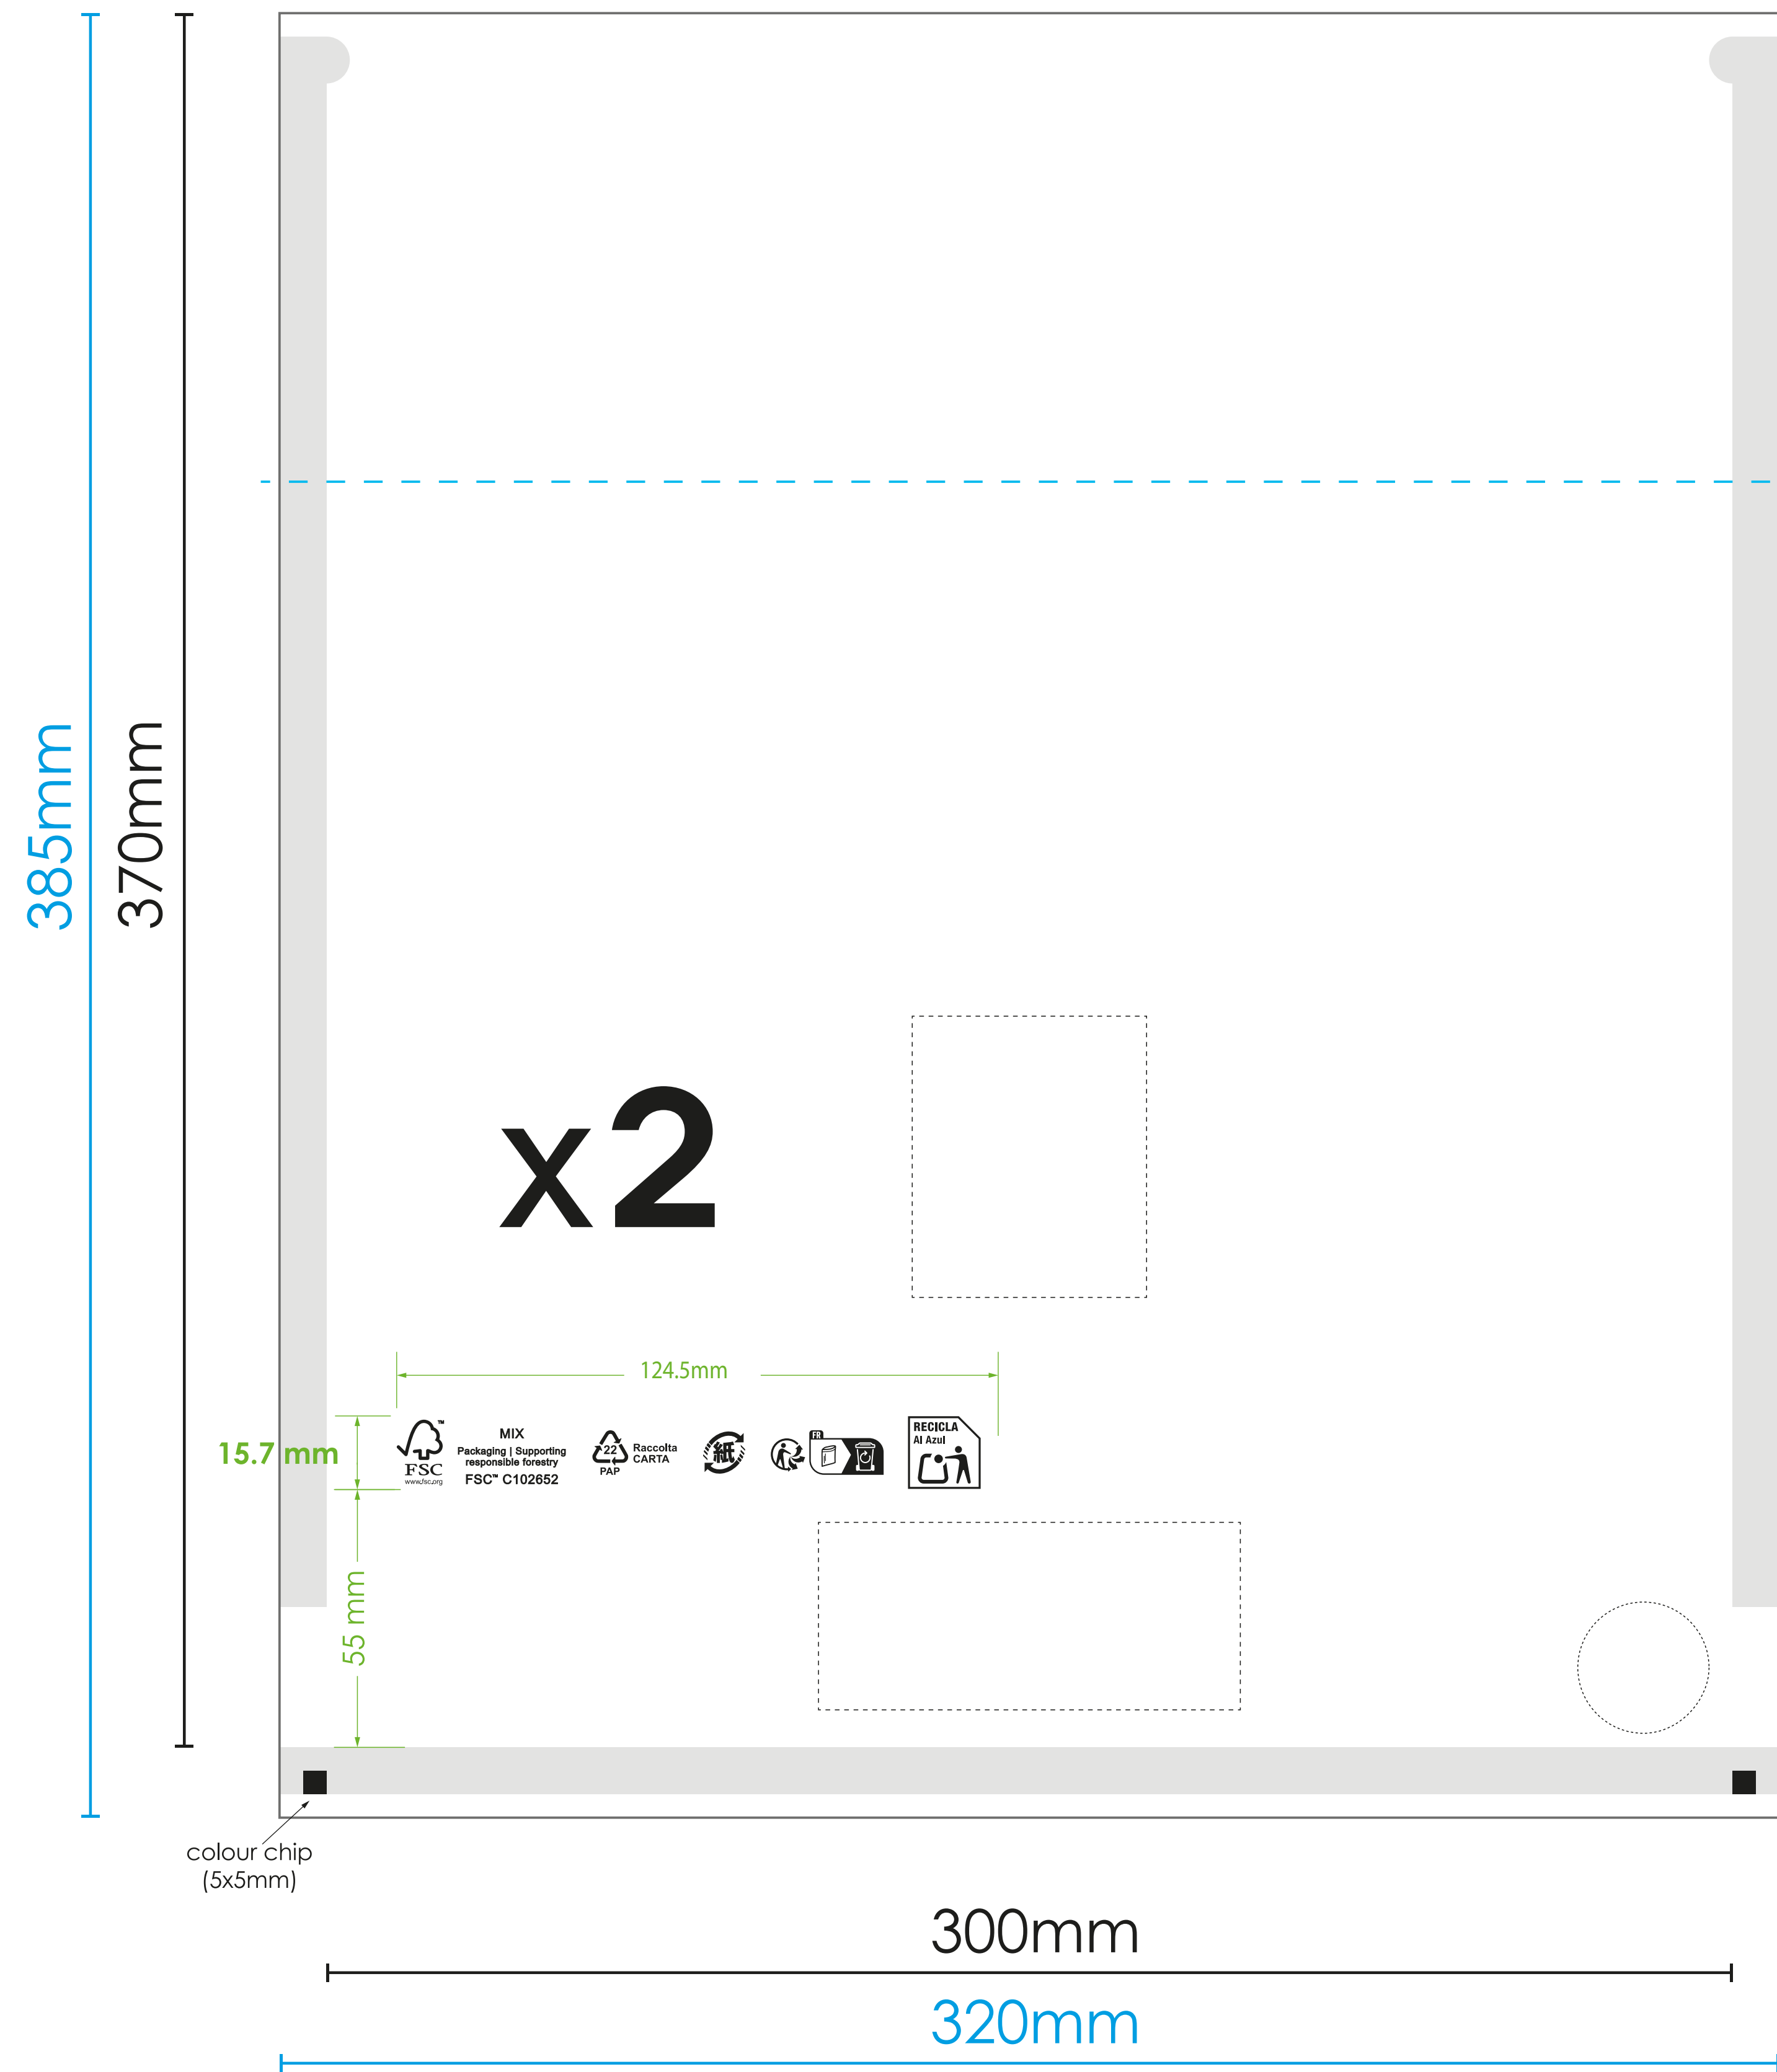 385mm
370mm
x2
124.5mm
15.7 mm
FSC
www.fsc.org
MIX
Packaging | Supporting
responsible forestry
FSC™ C102652
22
PAP
Raccolta
CARTA
紙
FR
RECICLA
Al Azul
55 mm
colour chip
(5x5mm)
300mm
320mm